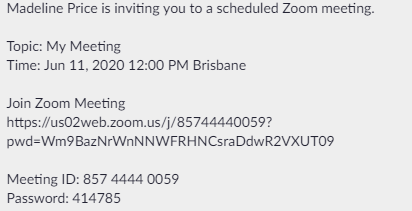 Madeline Price is inviting you to a scheduled Zoom meeting.
Topic: My Meeting
Time: Jun 11, 2020 12:00 PM Brisbane
Join Zoom Meeting
https://us02web.zoom.us/j/85744440059?
pwd=Wm9BazNrWnNNWFRHNCsraDdwR2VXUT09
Meeting ID: 857 4444 0059
Password: 414785